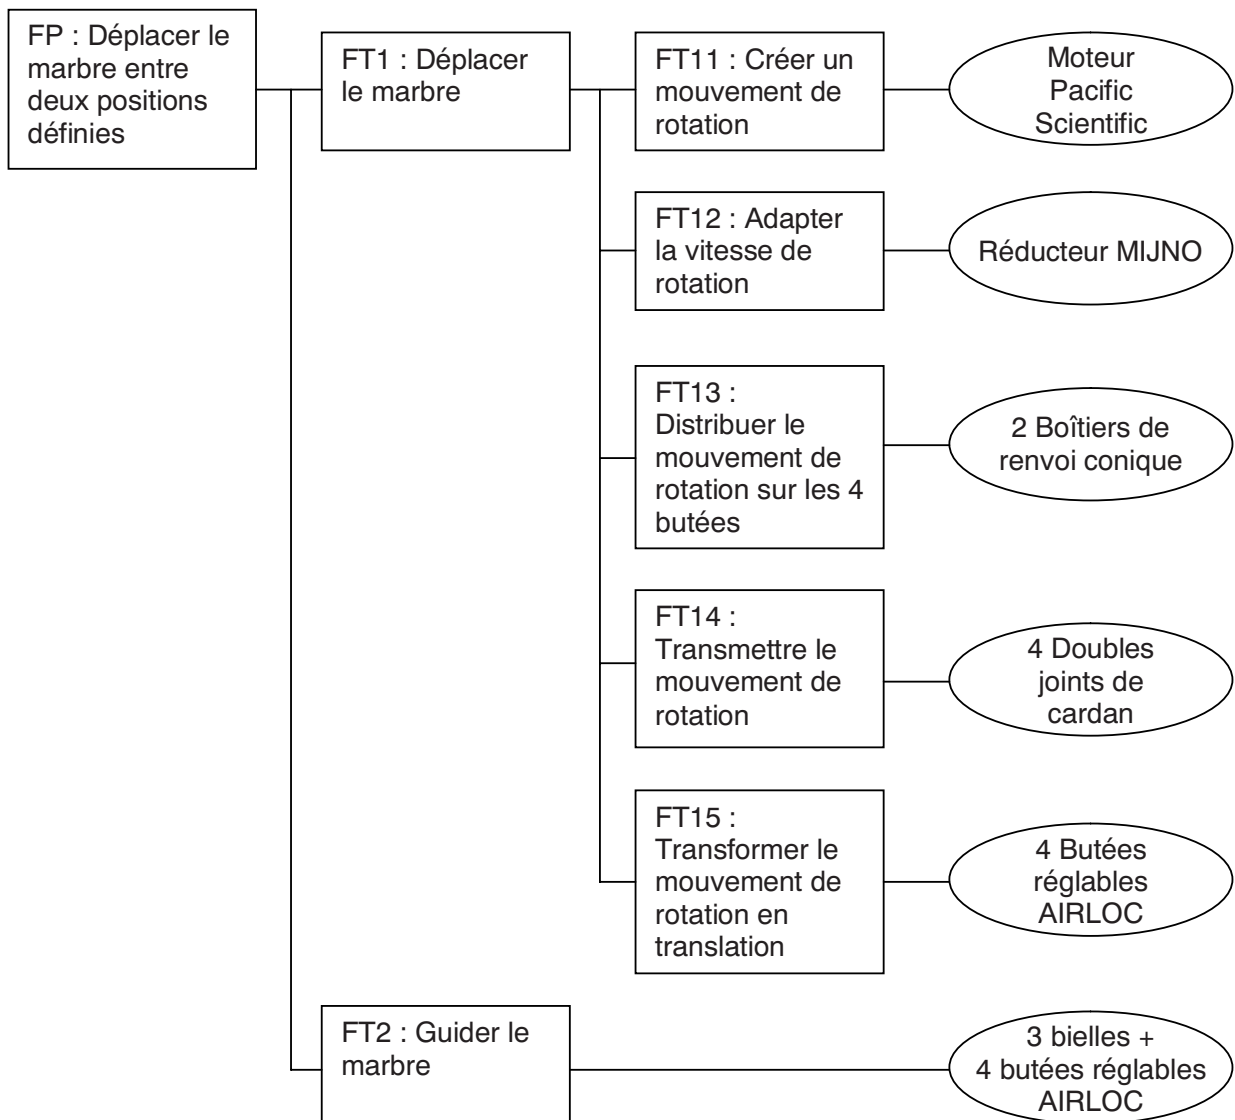 FP : Déplacer le
marbre entre
deux positions
définies
FT1 : Déplacer
le marbre
FT11 : Créer un
mouvement de
rotation
Moteur
Pacific
Scientific
FT12 : Adapter
la vitesse de
rotation
Réducteur MIJNO
FT13 :
Distribuer le
mouvement de
rotation sur les 4
butées
2 Boîtiers de
renvoi conique
FT14 :
Transmettre le
mouvement de
rotation
4 Doubles
joints de
cardan
FT15 :
Transformer le
mouvement de
rotation en
translation
4 Butées
réglables
AIRLOC
FT2 : Guider le
marbre
3 bielles +
4 butées réglables
AIRLOC